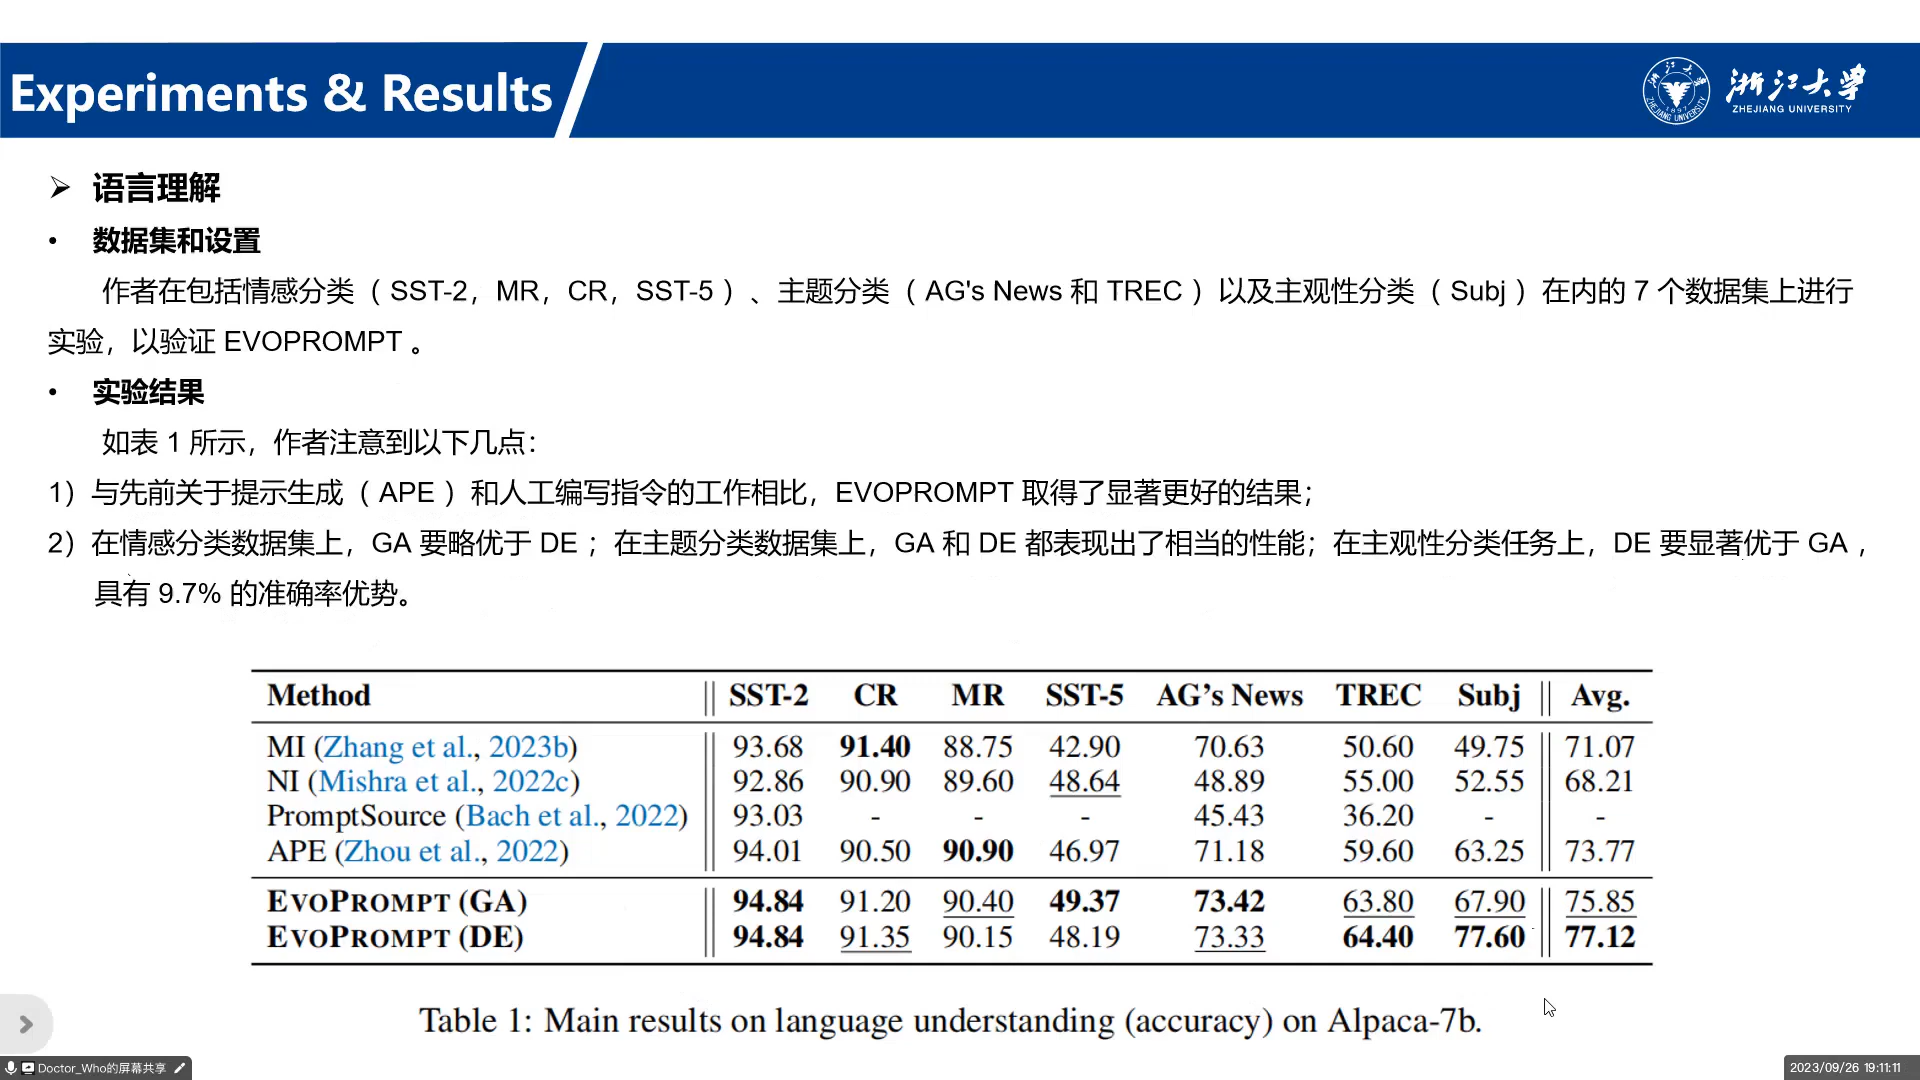 Experiments & Results
浙江大学
ZHEJIANG UNIVERSITY
语言理解
• 数据集和设置
作者在包括情感分类（SST-2，MR，CR，SST-5）、主题分类（AG's News 和 TREC）以及主观性分类（Subj）在内的 7 个数据集上进行
实验，以验证 EVOPROMPT 。
• 实验结果
如表 1 所示，作者注意到以下几点：
1）与先前关于提示生成（APE）和人工编写指令的工作相比，EVOPROMPT 取得了显著更好的结果；
2）在情感分类数据集上，GA 要略优于 DE ；在主题分类数据集上，GA 和 DE 都表现出了相当的性能；在主观性分类任务上，DE 要显著优于 GA ，
具有 9.7% 的准确率优势。
Method SST-2 CR MR SST-5 AG’s News TREC Subj Avg.
MI (Zhang et al., 2023b) 93.68 91.40 88.75 42.90 70.63 50.60 49.75 71.07
NI (Mishra et al., 2022c) 92.86 90.90 89.60 48.64 48.89 55.00 52.55 68.21
PromptSource (Bach et al., 2022) 93.03 - - - 45.43 36.20 - -
APE (Zhou et al., 2022) 94.01 90.50 90.90 46.97 71.18 59.60 63.25 73.77
EVOPROMPT (GA) 94.84 91.20 90.40 49.37 73.42 63.80 67.90 75.85
EVOPROMPT (DE) 94.84 91.35 90.15 48.19 73.33 64.40 77.60 77.12
Table 1: Main results on language understanding (accuracy) on Alpaca-7b.
Doctor_Who的屏幕共享
2023/09/26 19:11:11